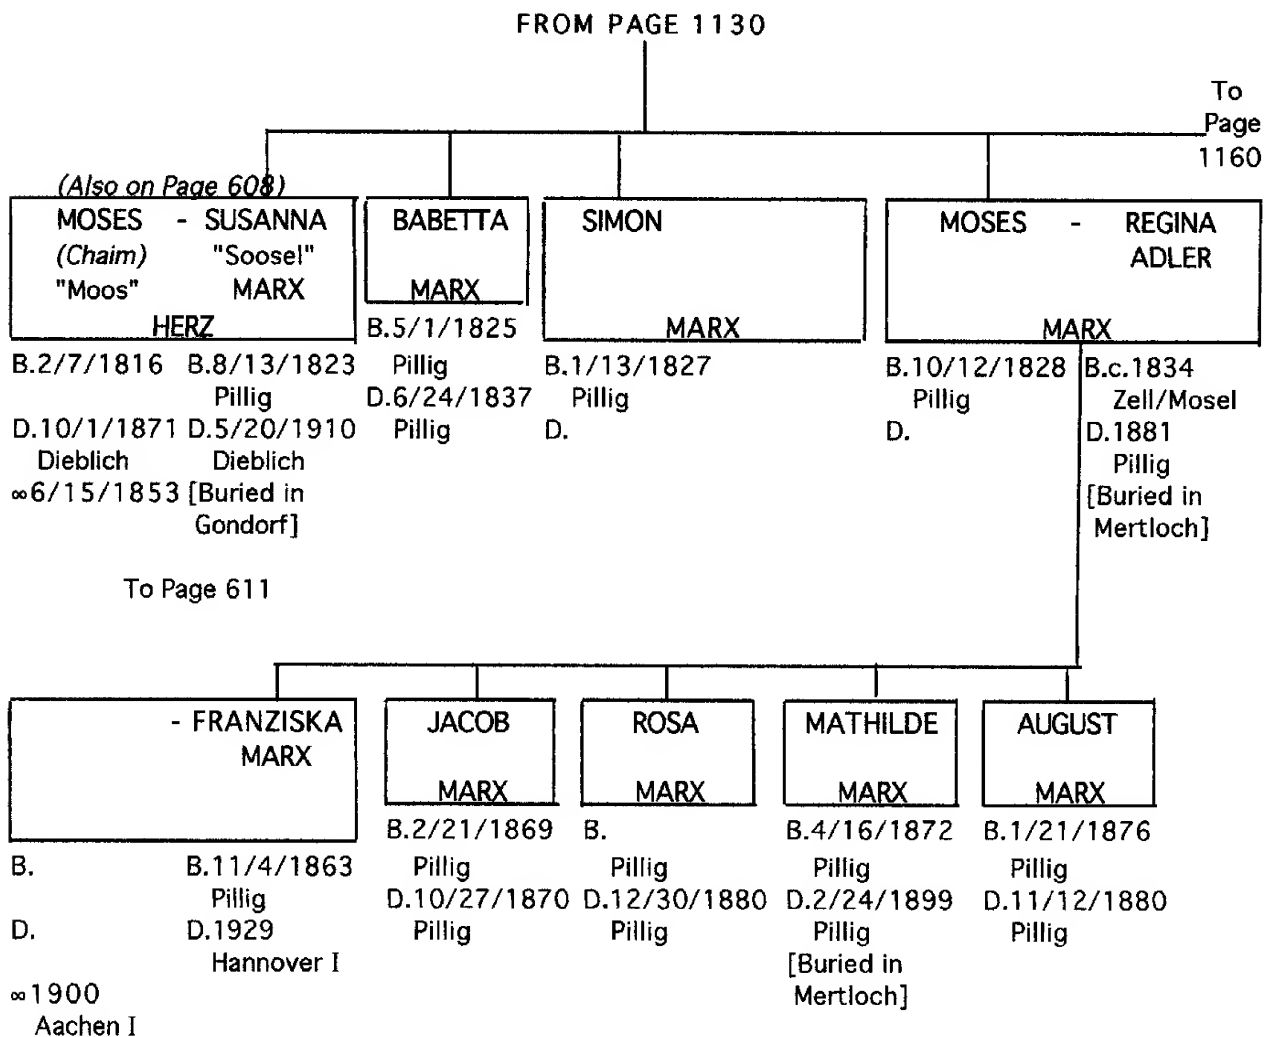 FROM PAGE 1130
To
Page
1160
(Also on Page 608)
MOSES - SUSANNA
(Chaim) "Soosel"
"Moos" MARX
HERZ
B.2/7/1816 B.8/13/1823
Pillig
D.10/1/1871 D.5/20/1910
Dieblich Dieblich
∞6/15/1853 [Buried in
Gondorf]
To Page 611
BABETTA
MARX
B.5/1/1825
Pillig
D.6/24/1837
Pillig
SIMON
MARX
B.1/13/1827
Pillig
D.
MOSES - REGINA
ADLER
MARX
B.10/12/1828 B.c.1834
Pillig Zell/Mosel
D. D.1881
Pillig
[Buried in
Mertloch]
- FRANZISKA
MARX
B. B.11/4/1863
Pillig
D. D.1929
Hannover I
∞1900
Aachen I
JACOB
MARX
B.2/21/1869
Pillig
D.10/27/1870
Pillig
ROSA
MARX
B.
Pillig
D.12/30/1880
Pillig
MATHILDE
MARX
B.4/16/1872
Pillig
D.2/24/1899
Pillig
[Buried in
Mertloch]
AUGUST
MARX
B.1/21/1876
Pillig
D.11/12/1880
Pillig